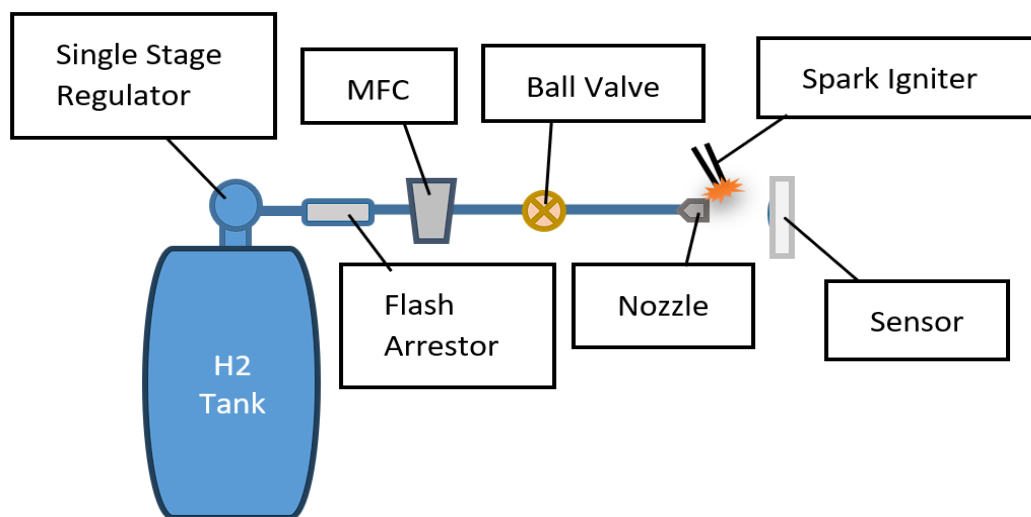 Single Stage
Regulator
MFC
Ball Valve
Spark Igniter
Flash
Arrestor
Nozzle
Sensor
H2
Tank